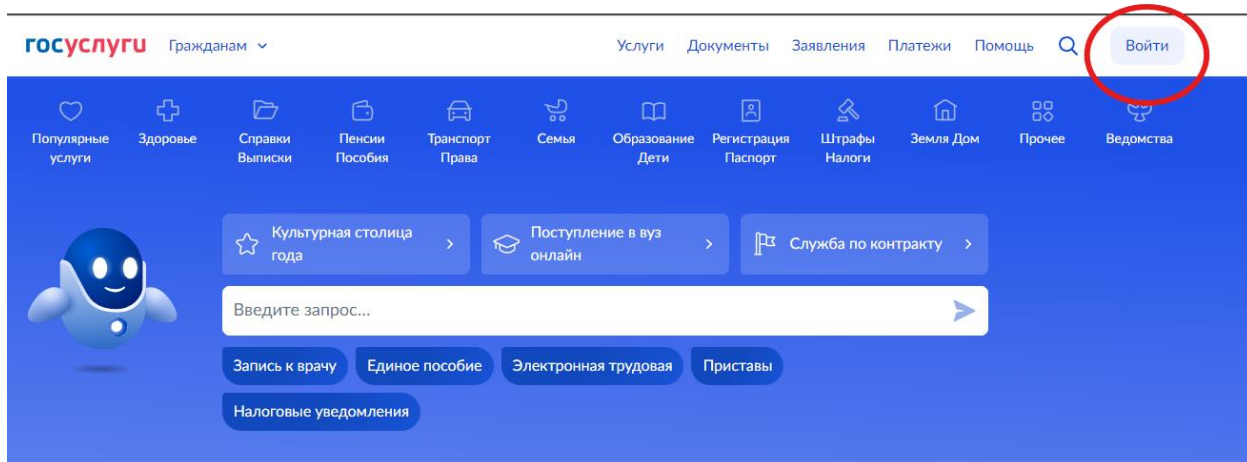 госуслуги Гражданам Услуги Документы Заявления Платежи Помощь Войти
Популярные услуги
Здоровье
Справки Выписки
Пенсии Пособия
Транспорт Права
Семья
Образование Дети
Регистрация Паспорт
Штрафы Налоги
Земля Дом
Прочее
Ведомства
Культурная столица года
Поступление в вуз онлайн
Служба по контракту
Введите запрос...
Запись к врачу Единое пособие Электронная трудовая Приставы
Налоговые уведомления